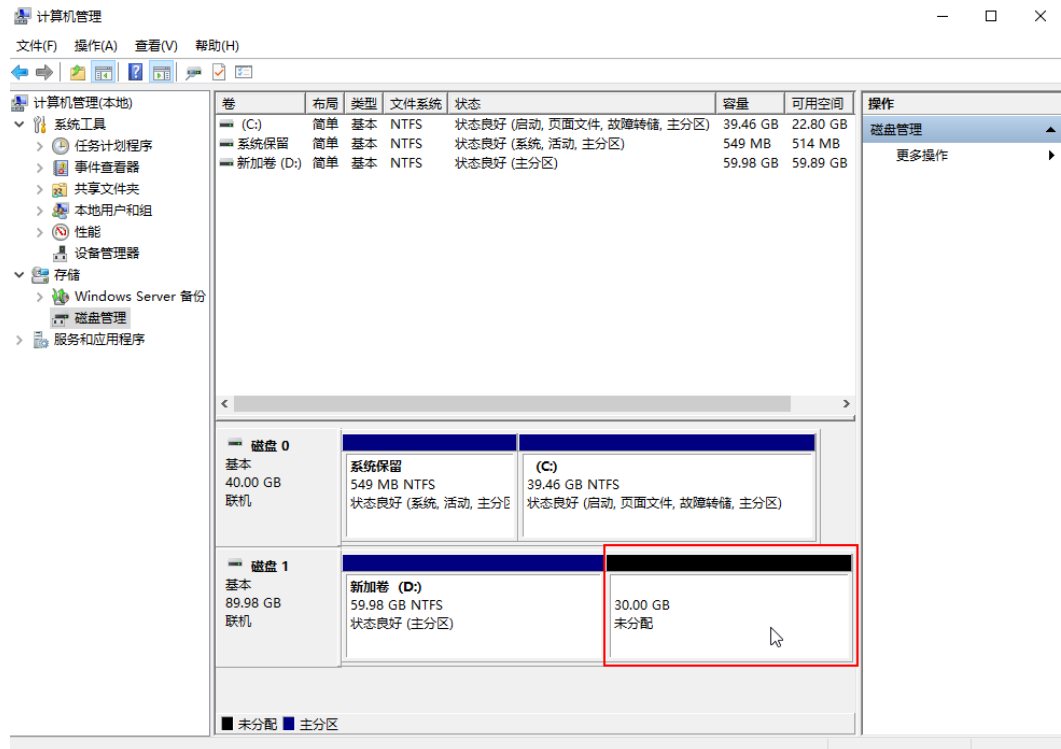 计算机管理
文件(F) 操作(A) 查看(V) 帮助(H)
计算机管理(本地)
系统工具
任务计划程序
事件查看器
共享文件夹
本地用户和组
性能
设备管理器
存储
Windows Server 备份
磁盘管理
服务和应用程序
卷 布局 类型 文件系统 状态 容量 可用空间
(C:) 简单 基本 NTFS 状态良好 (启动, 页面文件, 故障转储, 主分区) 39.46 GB 22.80 GB
系统保留 简单 基本 NTFS 状态良好 (系统, 活动, 主分区) 549 MB 514 MB
新加卷 (D:) 简单 基本 NTFS 状态良好 (主分区) 59.98 GB 59.89 GB
磁盘 0
基本
40.00 GB
联机
系统保留
549 MB NTFS
状态良好 (系统, 活动, 主分区
(C:)
39.46 GB NTFS
状态良好 (启动, 页面文件, 故障转储, 主分区)
磁盘 1
基本
89.98 GB
联机
新加卷 (D:)
59.98 GB NTFS
状态良好 (主分区)
30.00 GB
未分配
未分配 主分区
操作
磁盘管理
更多操作